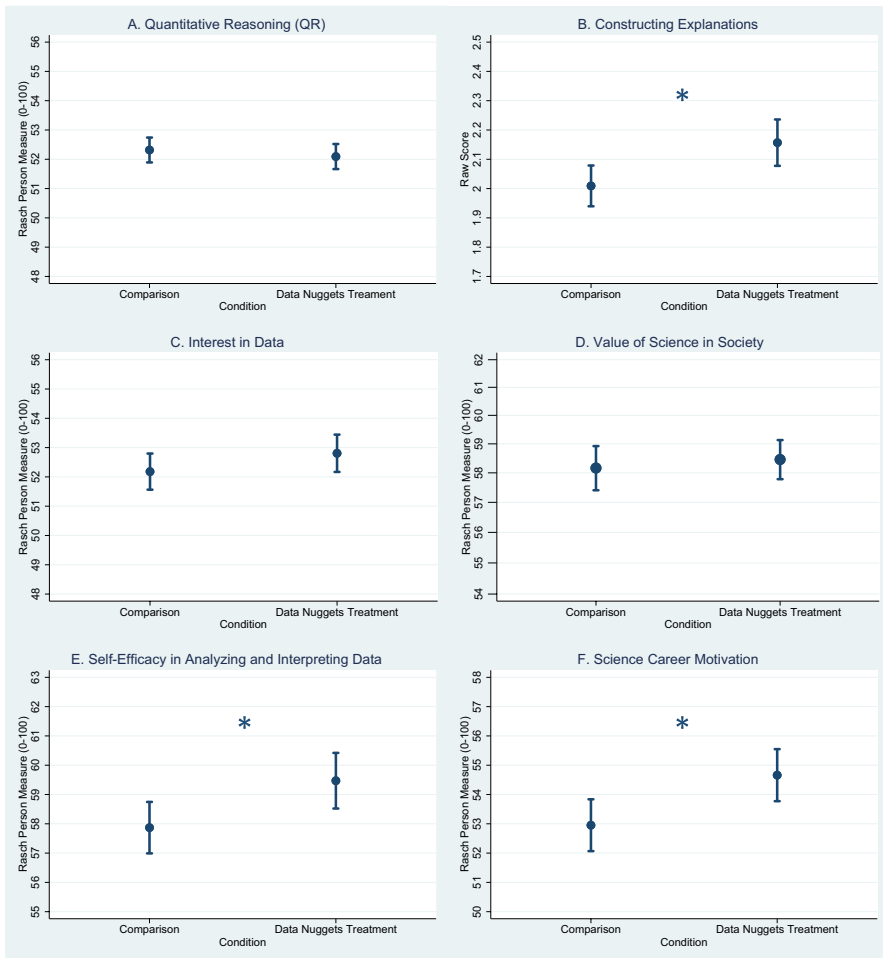 A. Quantitative Reasoning (QR)
Rasch Person Measure (0-100)
56
55
54
53
52
51
50
49
48
Comparison
Data Nuggets Treament
Condition
B. Constructing Explanations
Raw Score
2.5
2.4
2.3
2.2
2.1
2
1.9
1.8
1.7
*
Comparison
Data Nuggets Treatment
Condition
C. Interest in Data
Rasch Person Measure (0-100)
56
55
54
53
52
51
50
49
48
Comparison
Data Nuggets Treatment
Condition
D. Value of Science in Society
Rasch Person Measure (0-100)
62
61
60
59
58
57
56
55
54
Comparison
Data Nuggets Treatment
Condition
E. Self-Efficacy in Analyzing and Interpreting Data
Rasch Person Measure (0-100)
63
62
61
60
59
58
57
56
55
*
Comparison
Data Nuggets Treatment
Condition
F. Science Career Motivation
Rasch Person Measure (0-100)
58
57
56
55
54
53
52
51
50
*
Comparison
Data Nuggets Treatment
Condition